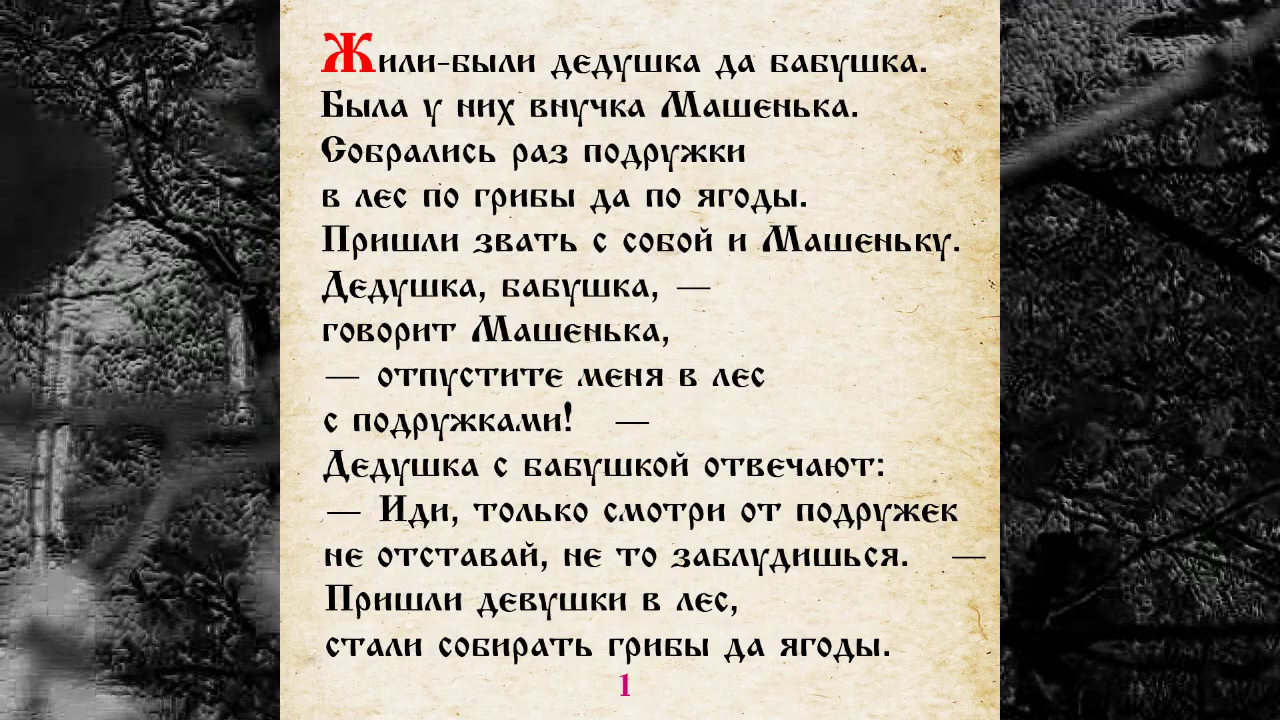 Жили-были дедушка да бабушка.
Была у них внучка Машенька.
Собрались раз подружки
в лес по грибы да по ягоды.
Пришли звать с собой и Машеньку.
Дедушка, бабушка, —
говорит Машенька,
— отпустите меня в лес
с подружками! —
Дедушка с бабушкой отвечают:
— Иди, только смотри от подружек
не отставай, не то заблудишься. —
Пришли девушки в лес,
стали собирать грибы да ягоды.
1